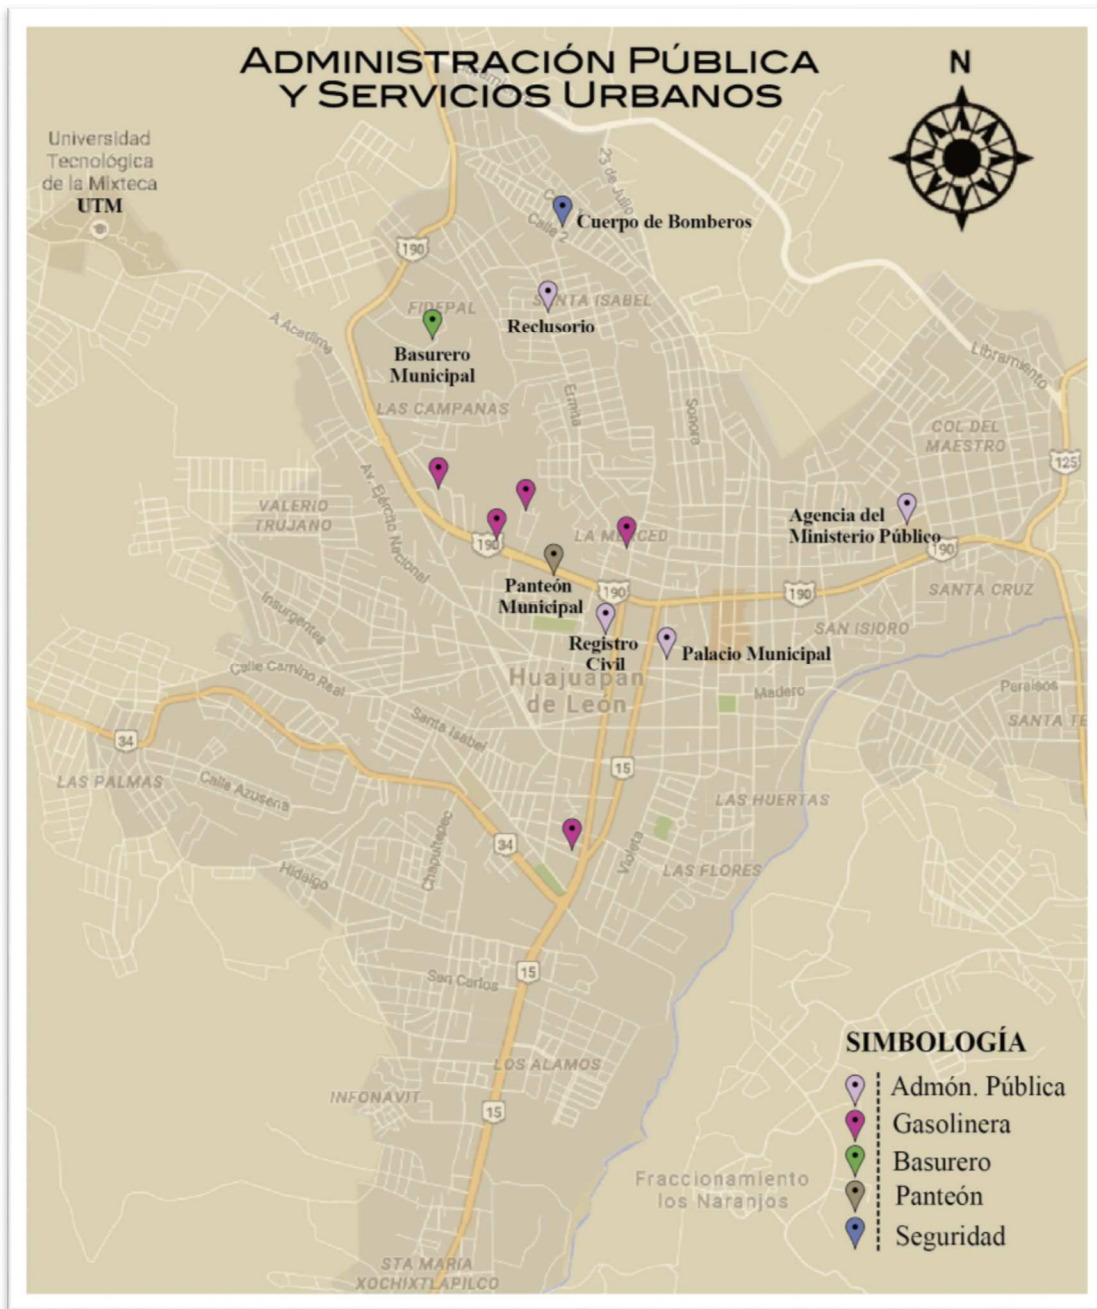 ADMINISTRACIÓN PÚBLICA
Y SERVICIOS URBANOS
N
Universidad
Tecnológica
de la Mixteca
UTM
23 de Julio
Calle 2
Cuerpo de Bomberos
190
FIDEPAL
SANTA ISABEL
Reclusorio
A Acatlima
Basurero
Municipal
Libramiento
LAS CAMPANAS
Ermita
Sonora
COL DEL
MAESTRO
125
Av. Ejército Nacional
VALERIO
TRUJANO
Agencia del
Ministerio Público
190
LA MERCED
190
Panteón
Municipal
190
190
SANTA CRUZ
Insurgentes
SAN ISIDRO
Registro
Civil
Palacio Municipal
Calle Camino Real
Huajuapan
de León
Madero
Paraisos
Santa Isabel
SANTA TE
34
15
LAS PALMAS
Calle Azucena
LAS HUERTAS
Chapultepec
34
Violeta
LAS FLORES
Hidalgo
15
San Carlos
LOS ALAMOS
INFONAVIT
15
Fraccionamiento
los Naranjos
STA MARÍA
XOCHIXTLAPILCO
SIMBOLOGÍA
Admón. Pública
Gasolinera
Basurero
Panteón
Seguridad